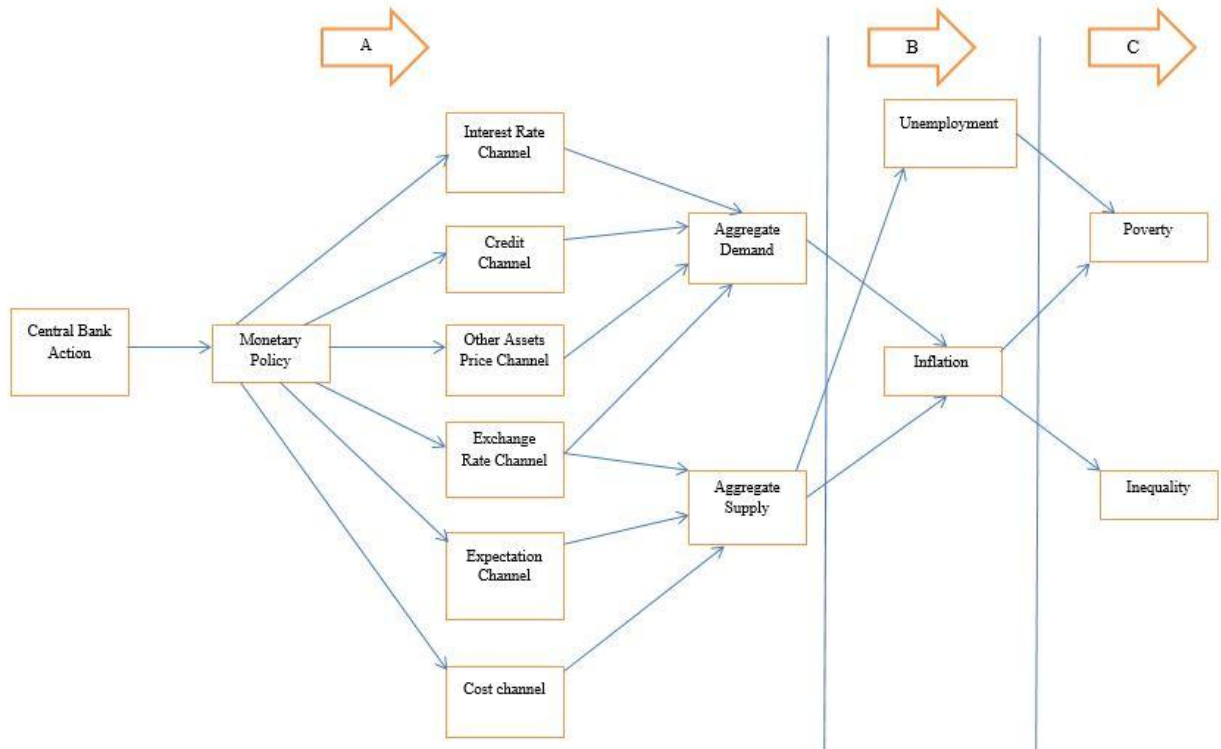 A
B
C
Interest Rate
Channel
Unemployment
Credit
Channel
Aggregate
Demand
Poverty
Central Bank
Action
Monetary
Policy
Other Assets
Price Channel
Inflation
Exchange
Rate Channel
Aggregate
Supply
Inequality
Expectation
Channel
Cost channel